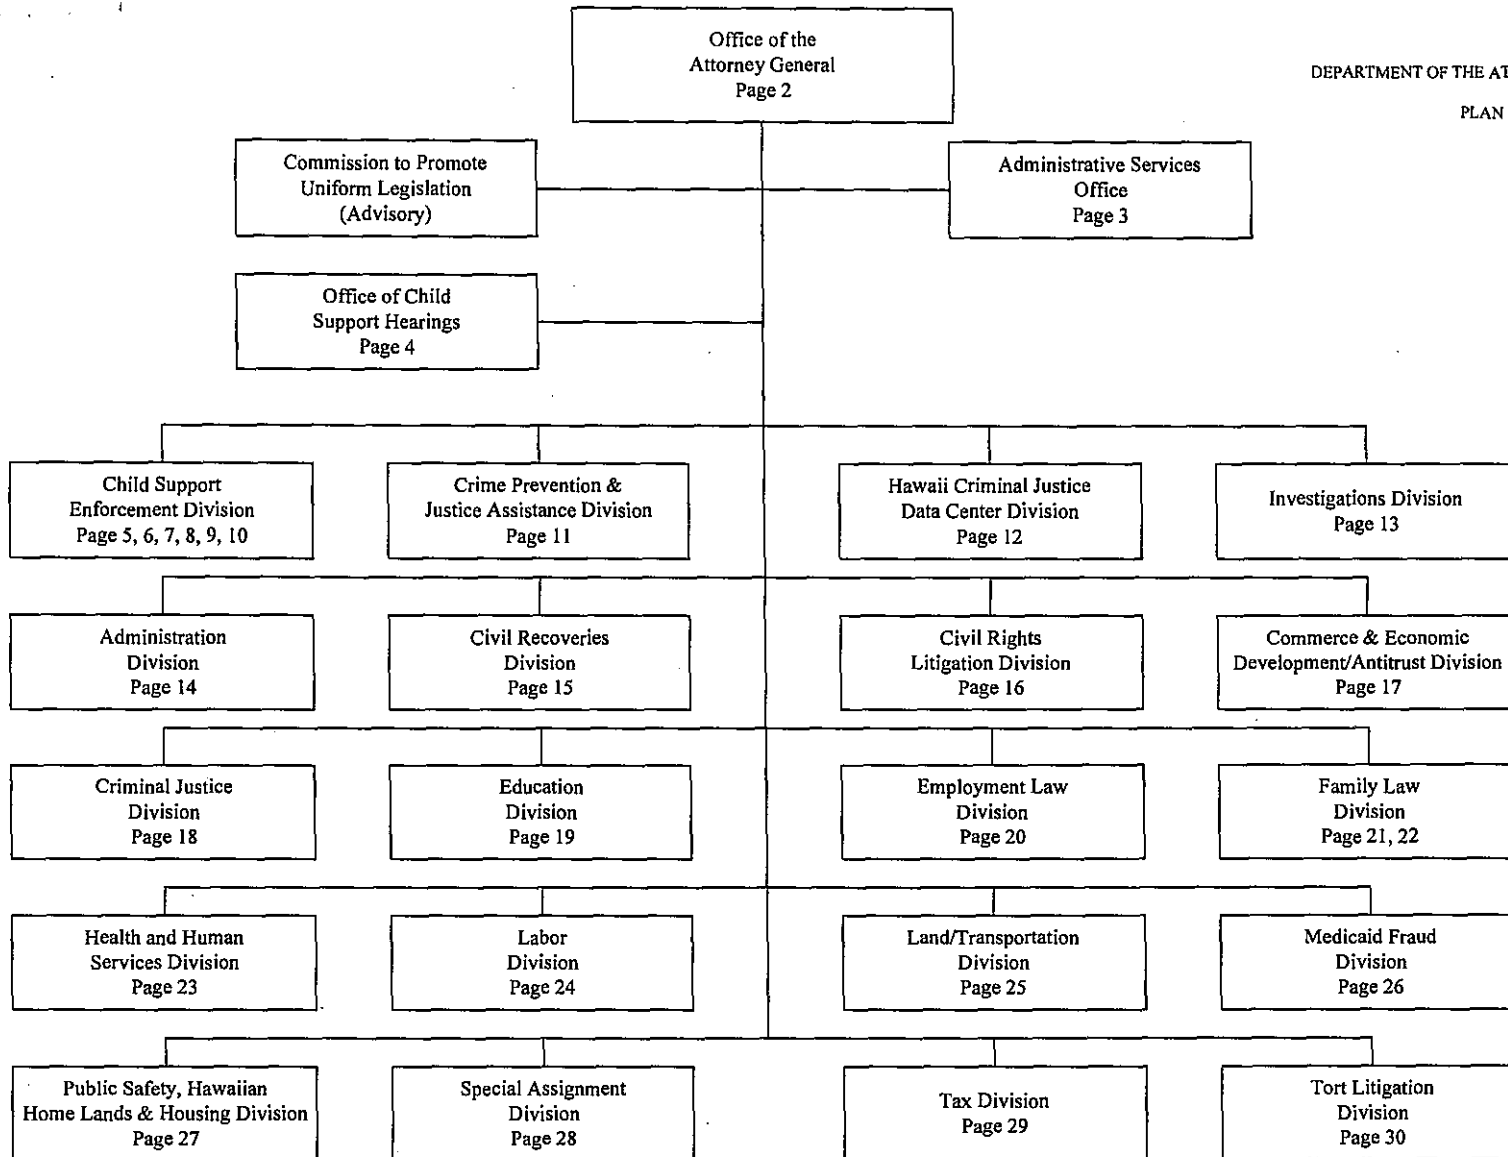 Office of the
Attorney General
Page 2
DEPARTMENT OF THE
PLAN
Commission to Promote
Uniform Legislation
(Advisory)
Administrative Services
Office
Page 3
Office of Child
Support Hearings
Page 4
Child Support
Enforcement Division
Page 5, 6, 7, 8, 9, 10
Crime Prevention &
Justice Assistance Division
Page 11
Hawaii Criminal Justice
Data Center Division
Page 12
Investigations Division
Page 13
Administration
Division
Page 14
Civil Recoveries
Division
Page 15
Civil Rights
Litigation Division
Page 16
Commerce & Economic
Development/Antitrust Division
Page 17
Criminal Justice
Division
Page 18
Education
Division
Page 19
Employment Law
Division
Page 20
Family Law
Division
Page 21, 22
Health and Human
Services Division
Page 23
Labor
Division
Page 24
Land/Transportation
Division
Page 25
Medicaid Fraud
Division
Page 26
Public Safety, Hawaiian
Home Lands & Housing Division
Page 27
Special Assignment
Division
Page 28
Tax Division
Page 29
Tort Litigation
Division
Page 30